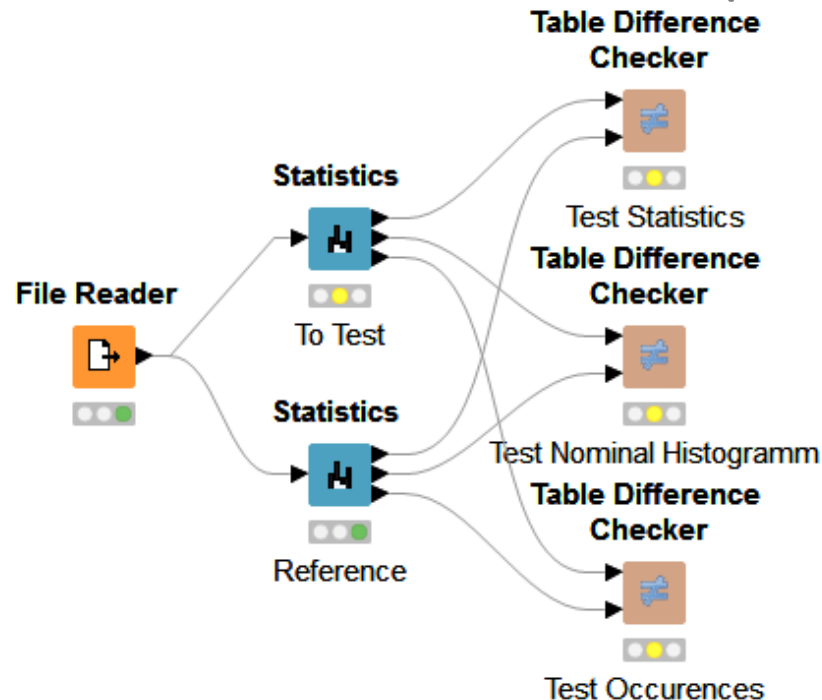 Table Difference
Checker
Test Statistics
Statistics
To Test
File Reader
Table Difference
Checker
Test Nominal Histogramm
Statistics
Reference
Table Difference
Checker
Test Occurences